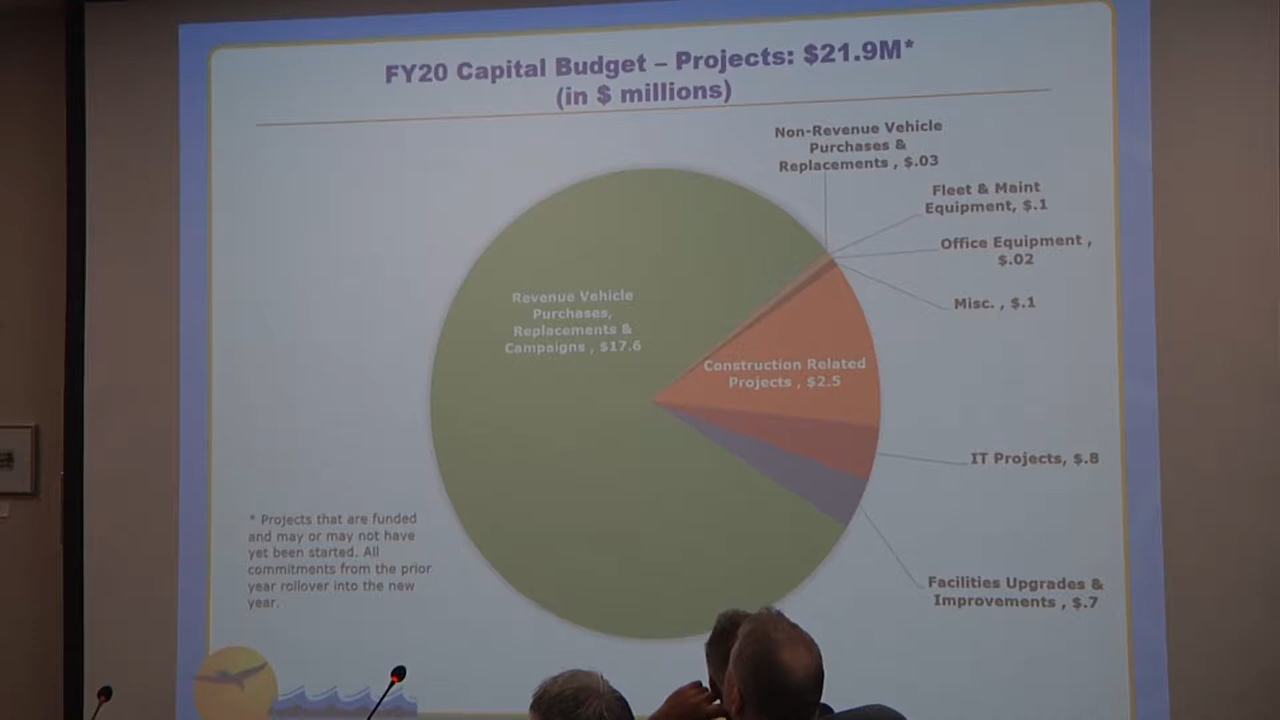 FY20 Capital Budget – Projects: $21.9M*
(in $ millions)
Non-Revenue Vehicle
Purchases &
Replacements , $.03
Fleet & Maint
Equipment, $.1
Office Equipment ,
$.02
Misc. , $.1
Revenue Vehicle
Purchases,
Replacements &
Campaigns , $17.6
Construction Related
Projects , $2.5
IT Projects, $.8
Facilities Upgrades &
Improvements , $.7
* Projects that are funded
and may or may not have
yet been started. All
commitments from the prior
year rollover into the new
year.